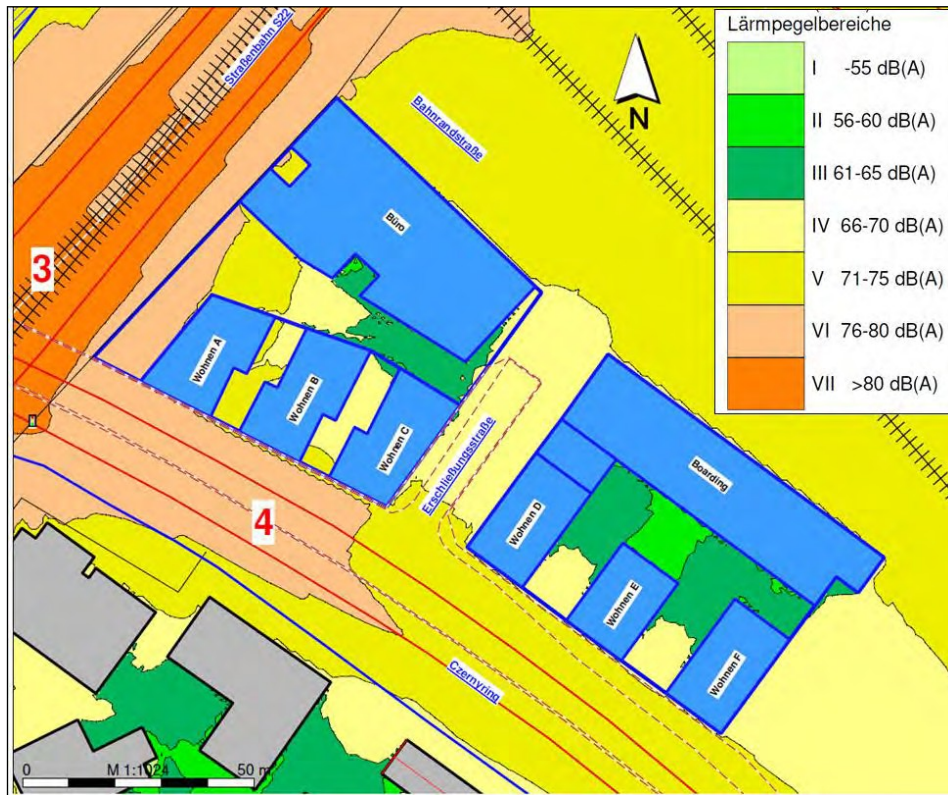 Lärmpegelbereiche
I -55 dB(A)
II 56-60 dB(A)
III 61-65 dB(A)
IV 66-70 dB(A)
V 71-75 dB(A)
VI 76-80 dB(A)
VII >80 dB(A)
Straßenbahn S22
Bahnrandstraße
N
Büro
3
Wohnen A
Wohnen B
Wohnen C
Erschließungsstraße
Boarding
Wohnen D
Wohnen E
Wohnen F
4
Czernyring
0 M 1:1024 50 m